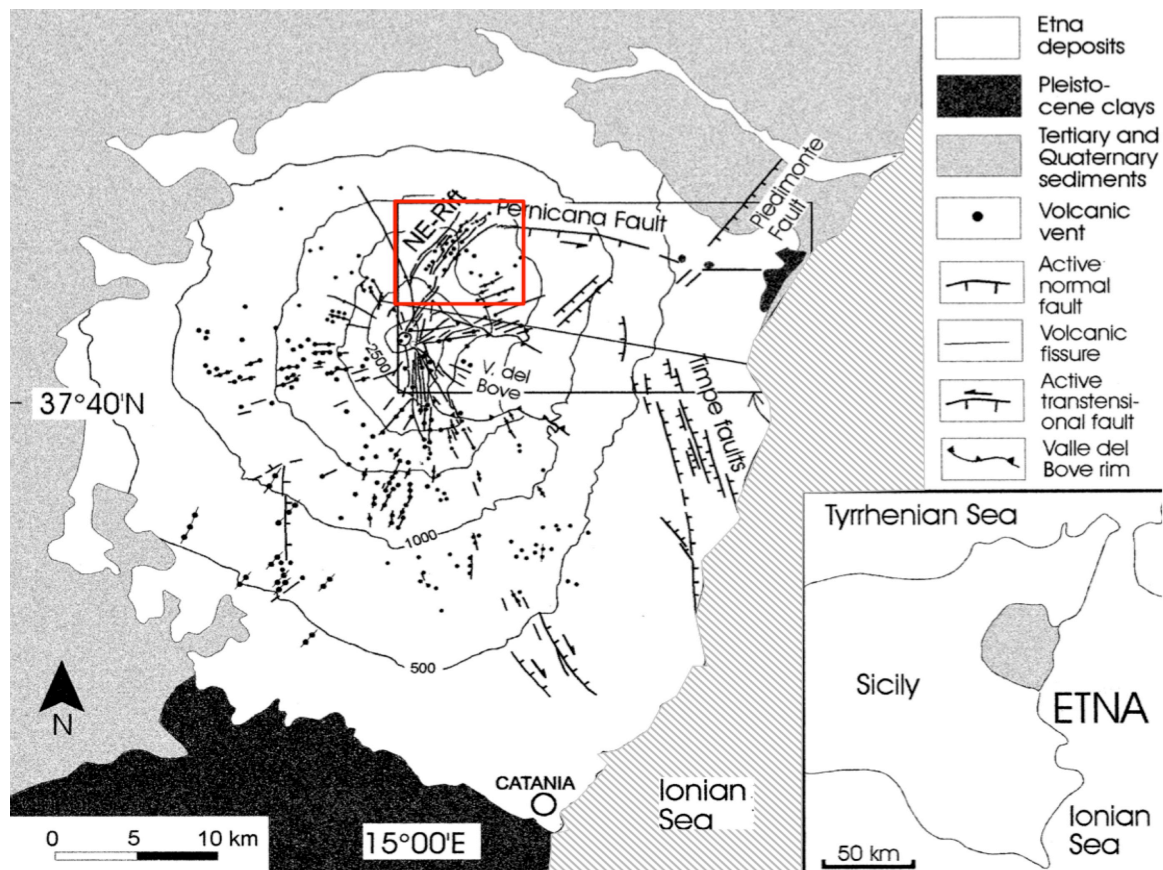 NE-Rift
Pernicana Fault
Piedimonte
Fault
2500
V. del
Bove
Timpe faults
37°40'N
1000
500
N
CATANIA
Ionian
Sea
0 5 10 km
15°00'E
Etna
deposits
Pleisto-
cene clays
Tertiary and
Quaternary
sediments
Volcanic
vent
Active
normal
fault
Volcanic
fissure
Active
transtensi-
onal fault
Valle del
Bove rim
Tyrrhenian Sea
Sicily
ETNA
Ionian
Sea
50 km